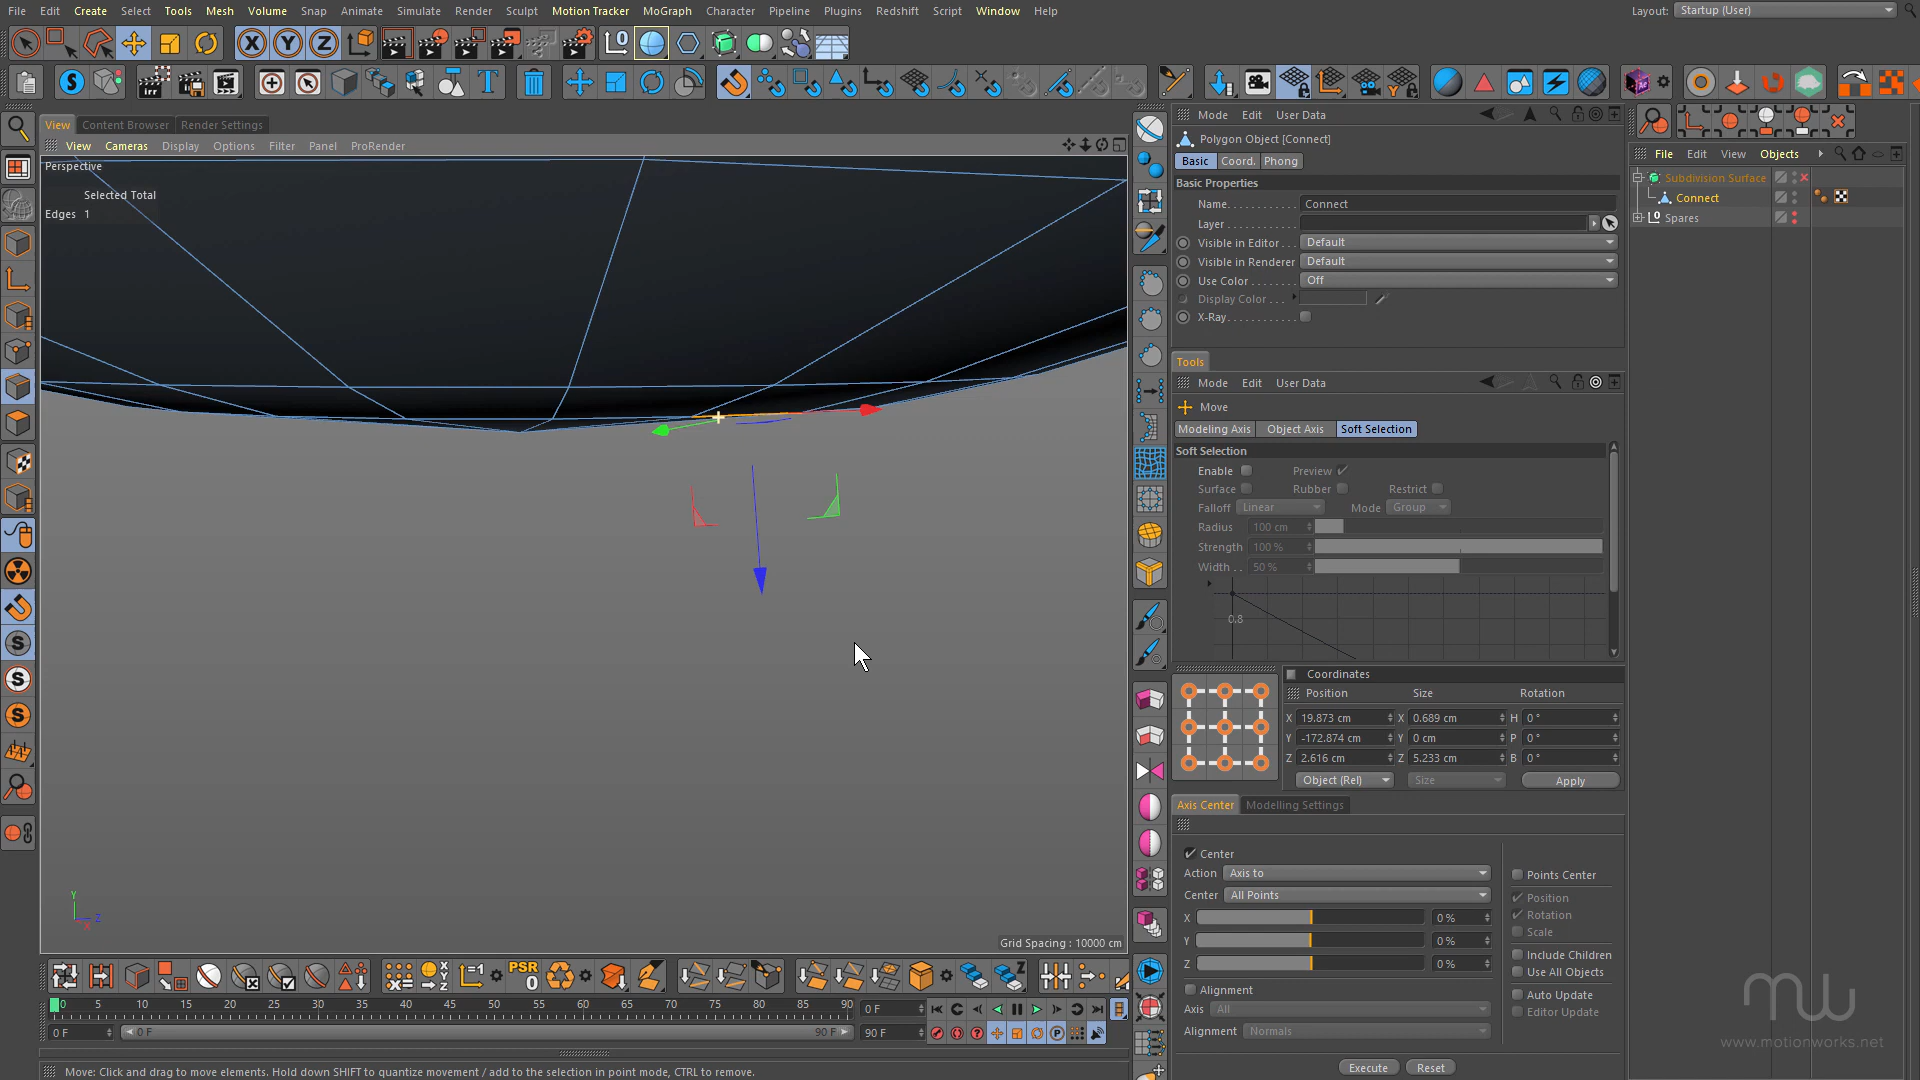 File Edit Create Select Tools Mesh Volume Snap Animate Simulate Render Sculpt Motion Tracker MoGraph Character Pipeline Plugins Redshift Script Window Help
Layout: Startup (User)
View Content Browser Render Settings
View Cameras Display Options Filter Panel ProRender
Perspective
Selected Total
Edges 1
Grid Spacing : 10000 cm
Mode Edit User Data
Polygon Object [Connect]
Basic Coord. Phong
Basic Properties
Name Connect
Layer
Visible in Editor Default
Visible in Renderer Default
Use Color Off
Display Color
X-Ray
Tools
Mode Edit User Data
Move
Modeling Axis Object Axis Soft Selection
Soft Selection
Enable Preview
Surface Rubber Restrict
Falloff Linear Mode Group
Radius 100 cm
Strength 100 %
Width 50 %
0.8
Coordinates
Position Size Rotation
X 19.873 cm X 0.689 cm H 0 °
Y -172.874 cm Y 0 cm P 0 °
Z 2.616 cm Z 5.233 cm B 0 °
Object (Rel) Size Apply
Axis Center Modelling Settings
Center
Action Axis to
Center All Points
X 0 %
Y 0 %
Z 0 %
Alignment
Axis All
Alignment Normals
Points Center
Position
Rotation
Scale
Include Children
Use All Objects
Auto Update
Editor Update
Execute Reset
File Edit View Objects
Subdivision Surface
Connect
Spares
PSR
0
0 5 10 15 20 25 30 35 40 45 50 55 60 65 70 75 80 85 90 0 F
0 F 0 F 90 F 90 F
Move: Click and drag to move elements. Hold down SHIFT to quantize movement / add to the selection in point mode, CTRL to remove.
mw
www.motionworks.net